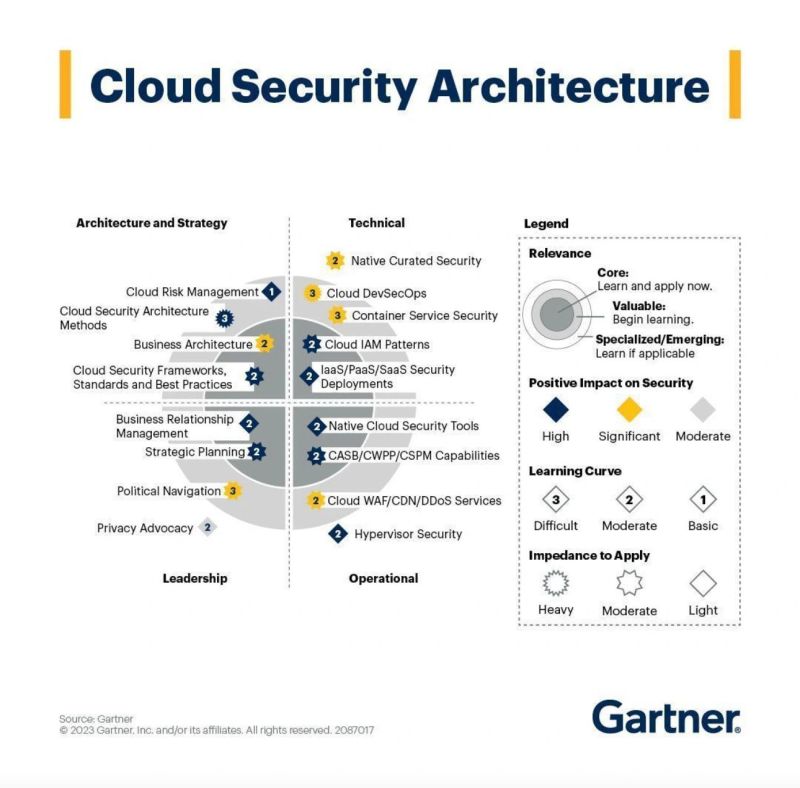 Cloud Security Architecture
Architecture and Strategy
Cloud Risk Management
1
Cloud Security Architecture
Methods
3
Business Architecture
2
Cloud Security Frameworks,
Standards and Best Practices
2
Technical
2
Native Curated Security
3
Cloud DevSecOps
3
Container Service Security
2
Cloud IAM Patterns
2
IaaS/PaaS/SaaS Security
Deployments
Business Relationship
Management
2
Strategic Planning
2
Political Navigation
3
Privacy Advocacy
2
Leadership
2
Native Cloud Security Tools
2
CASB/CWPP/CSPM Capabilities
2
Cloud WAF/CDN/DDoS Services
2
Hypervisor Security
Operational
Legend
Relevance
Core:
Learn and apply now.
Valuable:
Begin learning.
Specialized/Emerging:
Learn if applicable
Positive Impact on Security
High Significant Moderate
Learning Curve
3 2 1
Difficult Moderate Basic
Impedance to Apply
Heavy Moderate Light
Source: Gartner
© 2023 Gartner, Inc. and/or its affiliates. All rights reserved. 2087017
Gartner®